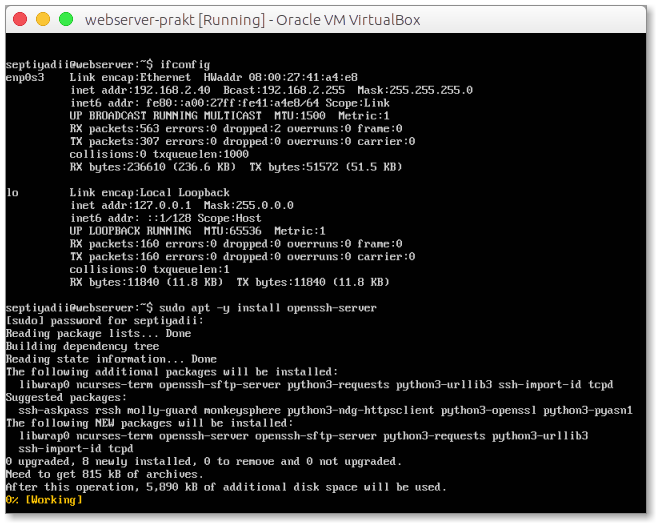 webserver-prakt [Running] - Oracle VM VirtualBox
septiyadii@webserver:~$ ifconfig
enp0s3    Link encap:Ethernet  HWaddr 08:00:27:41:a4:e8
          inet addr:192.168.2.40  Bcast:192.168.2.255  Mask:255.255.255.0
          inet6 addr: fe80::a00:27ff:fe41:a4e8/64 Scope:Link
          UP BROADCAST RUNNING MULTICAST  MTU:1500  Metric:1
          RX packets:563 errors:0 dropped:2 overruns:0 frame:0
          TX packets:307 errors:0 dropped:0 overruns:0 carrier:0
          collisions:0 txqueuelen:1000
          RX bytes:236610 (236.6 KB)  TX bytes:51572 (51.5 KB)
lo        Link encap:Local Loopback
          inet addr:127.0.0.1  Mask:255.0.0.0
          inet6 addr: ::1/128 Scope:Host
          UP LOOPBACK RUNNING  MTU:65536  Metric:1
          RX packets:160 errors:0 dropped:0 overruns:0 frame:0
          TX packets:160 errors:0 dropped:0 overruns:0 carrier:0
          collisions:0 txqueuelen:1
          RX bytes:11840 (11.8 KB)  TX bytes:11840 (11.8 KB)
septiyadii@webserver:~$ sudo apt -y install openssh-server
[sudo] password for septiyadii:
Reading package lists... Done
Building dependency tree
Reading state information... Done
The following additional packages will be installed:
  libwrap0 ncurses-term openssh-sftp-server python3-requests python3-urllib3 ssh-import-id tcpd
Suggested packages:
  ssh-askpass rssh molly-guard monkeysphere python3-ndg-httpsclient python3-openssl python3-pyasn1
The following NEW packages will be installed:
  libwrap0 ncurses-term openssh-server openssh-sftp-server python3-requests python3-urllib3
  ssh-import-id tcpd
0 upgraded, 8 newly installed, 0 to remove and 0 not upgraded.
Need to get 815 kB of archives.
After this operation, 5,890 kB of additional disk space will be used.
0% [Working]